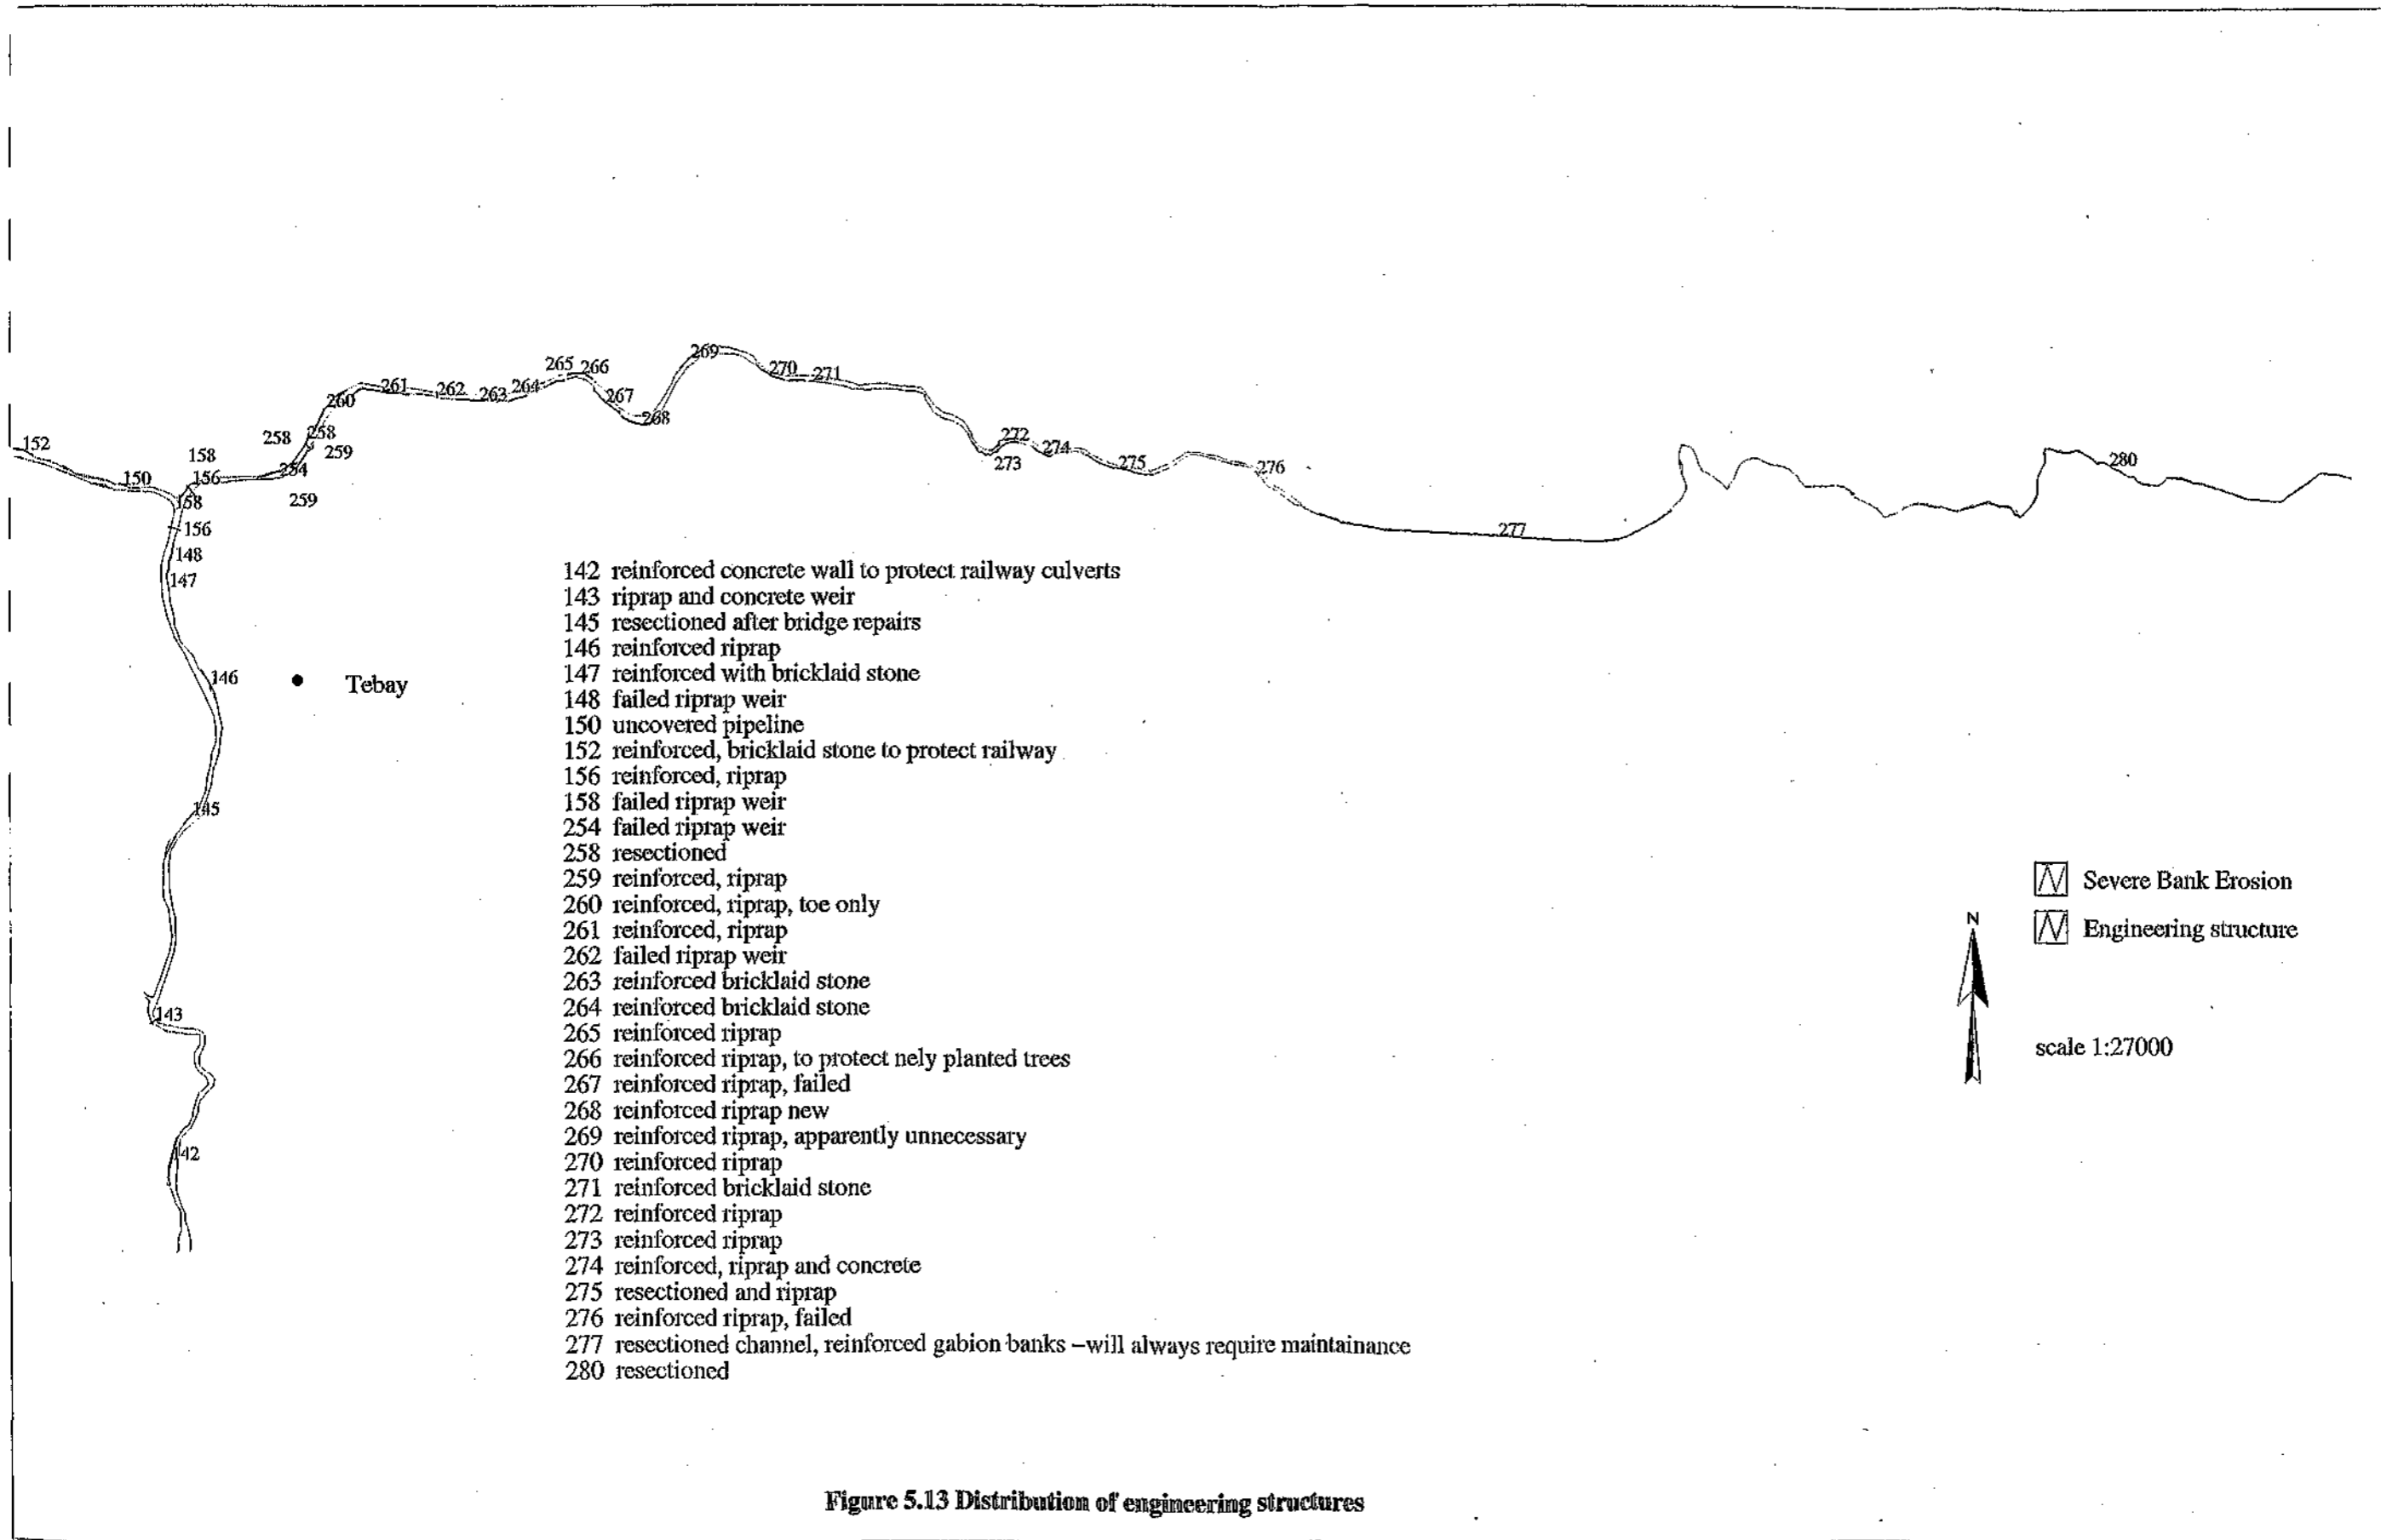 269
265 266
270 271
261 262 263 264
267
260
268
258 258
272
152
158
259
274
254
273
275
276
280
150
156
158
259
156
277
148
147
142 reinforced concrete wall to protect railway culverts
143 riprap and concrete weir
145 resectioned after bridge repairs
146 reinforced riprap
147 reinforced with bricklaid stone
148 failed riprap weir
150 uncovered pipeline
152 reinforced, bricklaid stone to protect railway
156 reinforced, riprap
158 failed riprap weir
254 failed riprap weir
258 resectioned
259 reinforced, riprap
260 reinforced, riprap, toe only
261 reinforced, riprap
262 failed riprap weir
263 reinforced bricklaid stone
264 reinforced bricklaid stone
265 reinforced riprap
266 reinforced riprap, to protect nely planted trees
267 reinforced riprap, failed
268 reinforced riprap new
269 reinforced riprap, apparently unnecessary
270 reinforced riprap
271 reinforced bricklaid stone
272 reinforced riprap
273 reinforced riprap
274 reinforced, riprap and concrete
275 resectioned and riprap
276 reinforced riprap, failed
277 resectioned channel, reinforced gabion banks –will always require maintainance
280 resectioned
146
Tebay
145
143
142
Severe Bank Erosion
Engineering structure
N
scale 1:27000
Figure 5.13 Distribution of engineering structures